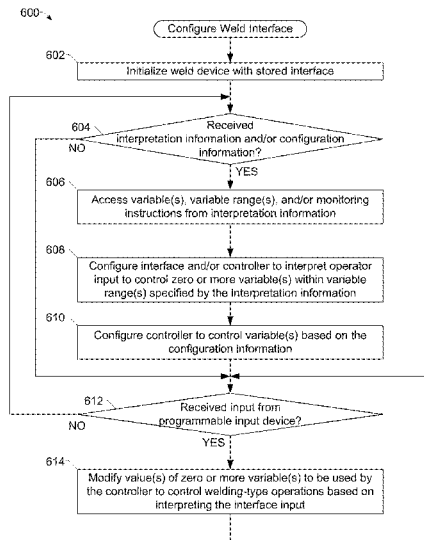 600
Configure Weld Interface
602
Initialize weld device with stored interface
604
Received
interpretation information and/or configuration
information?
NO
YES
606
Access variable(s), variable range(s), and/or monitoring
instructions from interpretation information
608
Configure interface and/or controller to interpret operator
input to control zero or more variable(s) within variable
range(s) specified by the Interpretation information
610
Configure controller to control variable(s) based on the
configuration information
612
Received input from
programmable input device?
NO
YES
614
Modify value(s) of zero or more variable(s) to be used by
the controller to control welding-type operations based on
interpreting the interface input